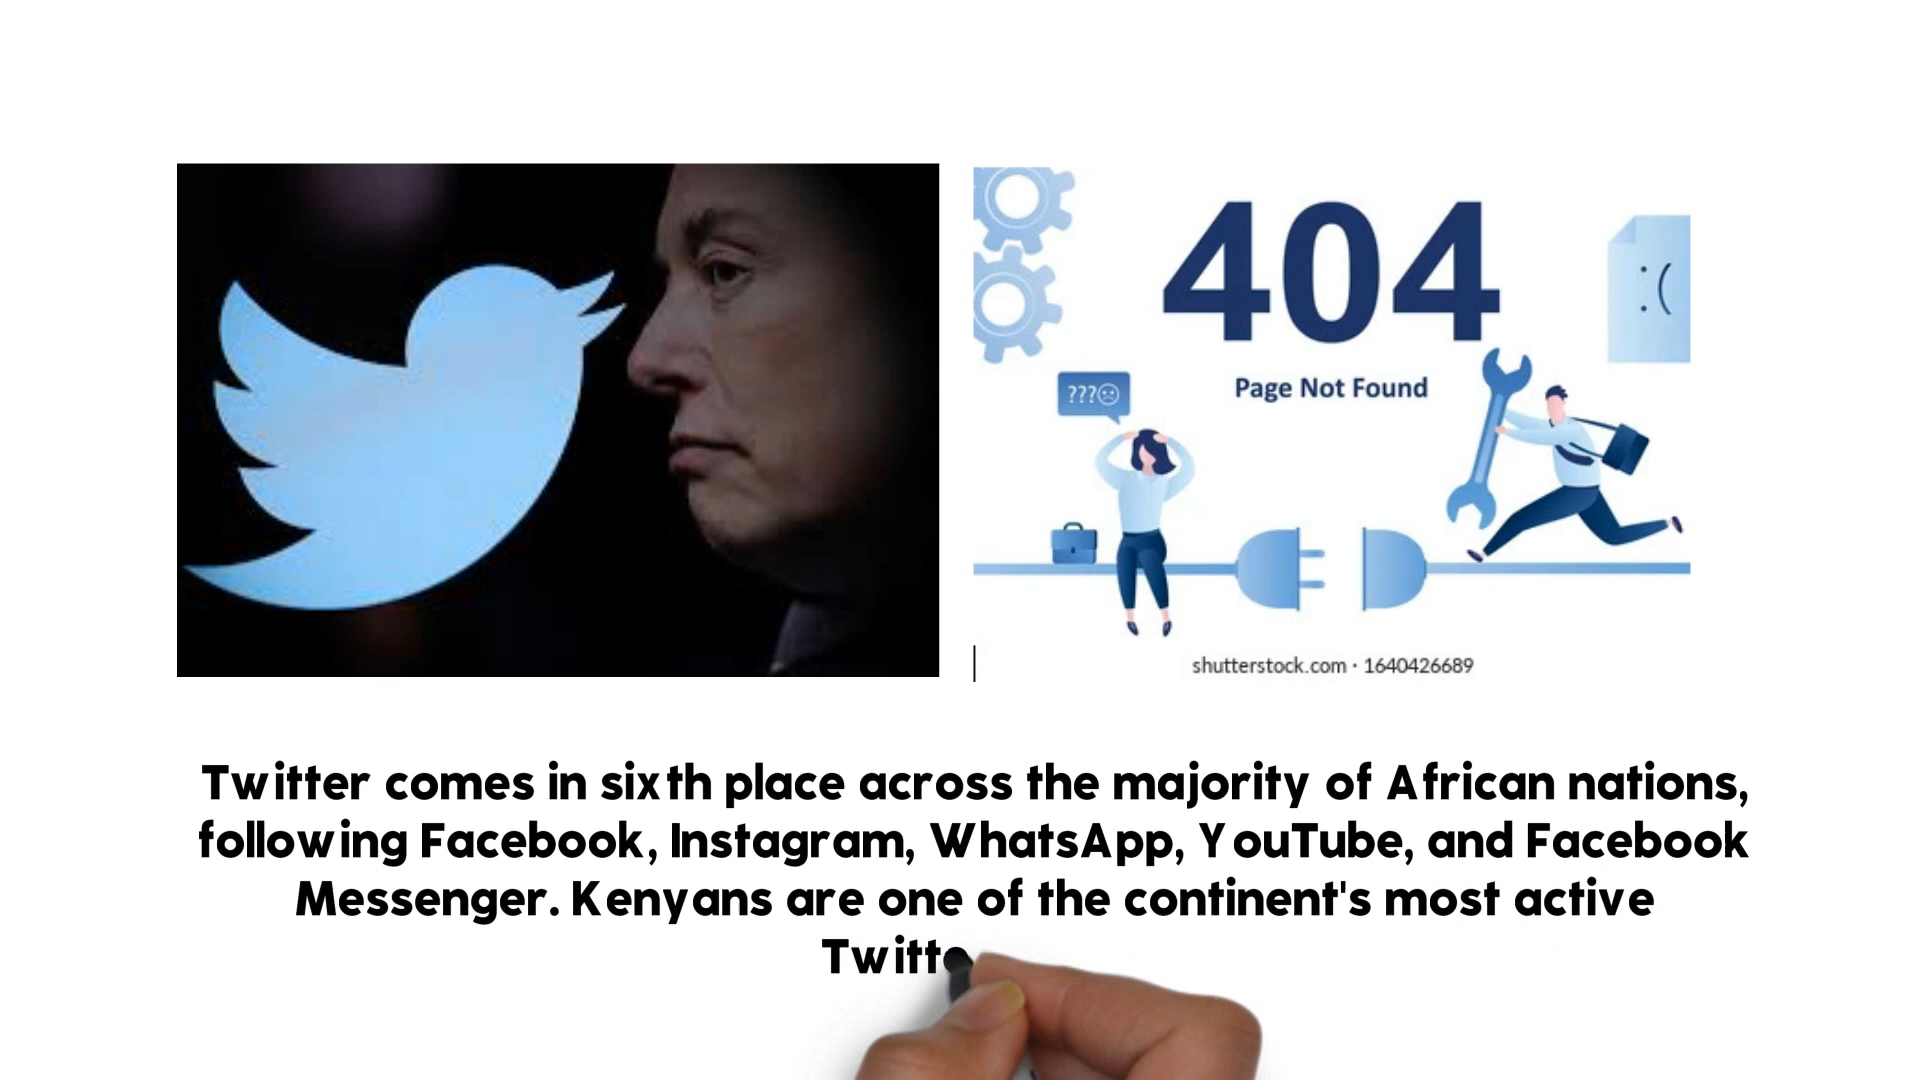 404
Page Not Found
???
:(
shutterstock.com · 1640426689
Twitter comes in sixth place across the majority of African nations,
following Facebook, Instagram, WhatsApp, YouTube, and Facebook
Messenger. Kenyans are one of the continent's most active